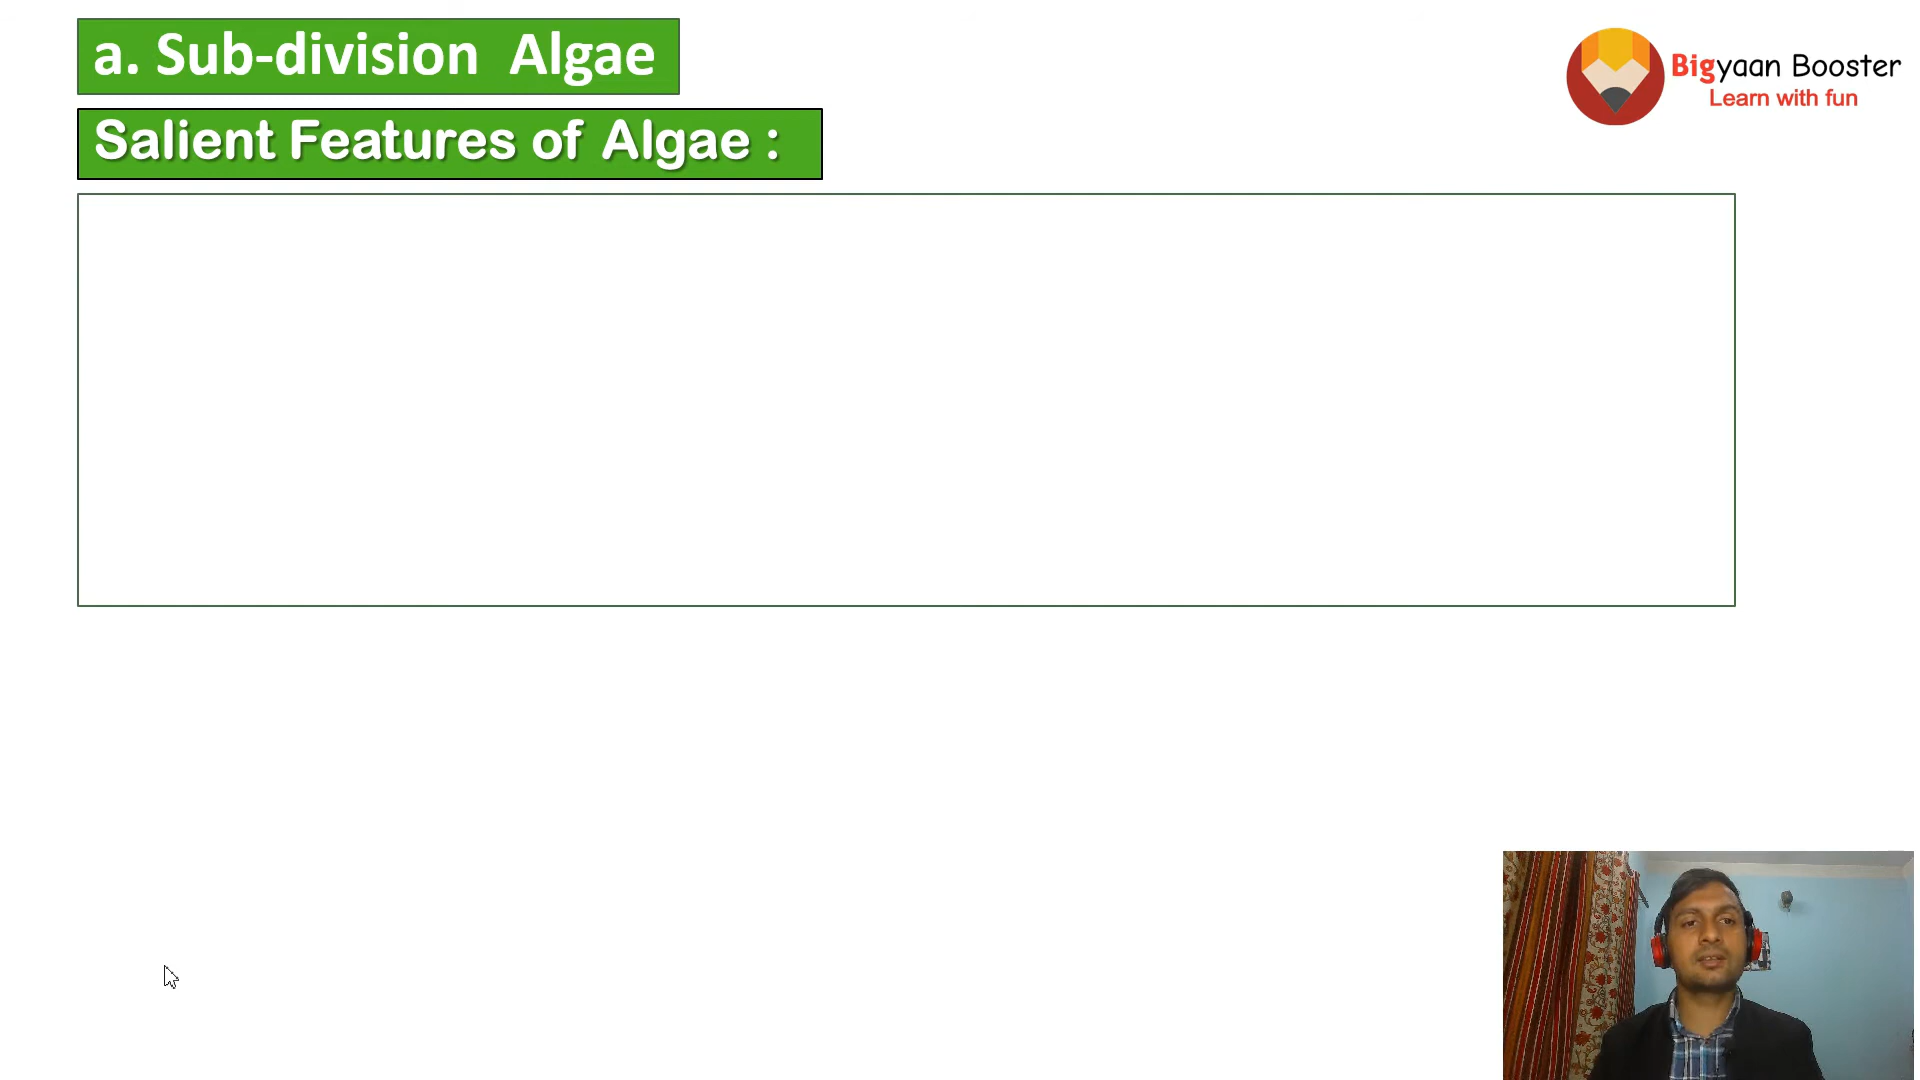 a. Sub-division Algae
Bigyaan Booster
Learn with fun
Salient Features of Algae :